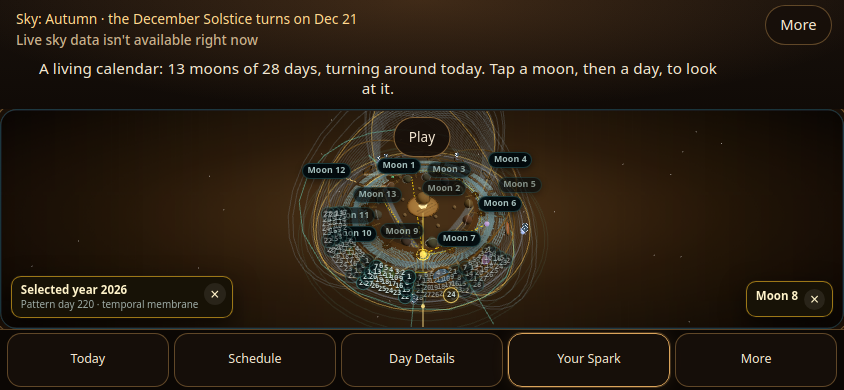 Sky: Autumn · the December Solstice turns on Dec 21
Live sky data isn't available right now
More
A living calendar: 13 moons of 28 days, turning around today. Tap a moon, then a day, to look
at it.
Play
Moon 12
Moon 1
Moon 3
Moon 4
Moon 2
Moon 5
Moon 13
Moon 6
on 11
on 10
Moon 9
Moon 7
24
Selected year 2026
Pattern day 220 · temporal membrane
×
Moon 8
×
Today
Schedule
Day Details
Your Spark
More